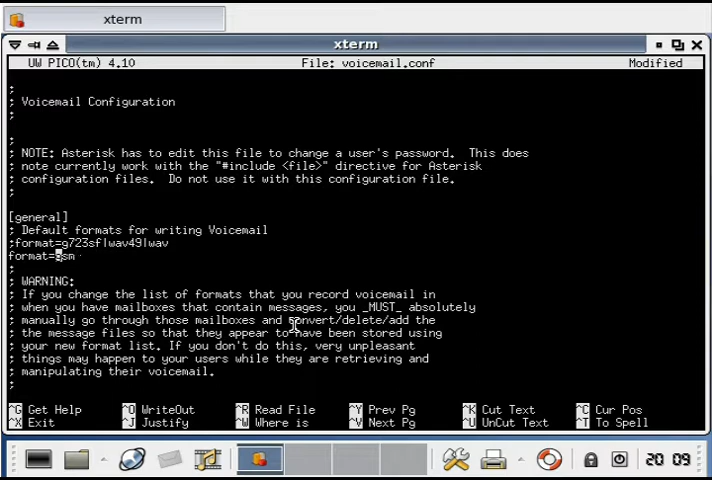 xterm
xterm
UW PICO(tm) 4.10 File: voicemail.conf Modified
;
; Voicemail Configuration
;
;
; NOTE: Asterisk has to edit this file to change a user's password.  This does
; note currently work with the "#include <file>" directive for Asterisk
; configuration files.  Do not use it with this configuration file.
;
[general]
; Default formats for writing Voicemail
;format=g723sf|wav49|wav
format=gsm
;
; WARNING:
; If you change the list of formats that you record voicemail in
; when you have mailboxes that contain messages, you _MUST_ absolutely
; manually go through those mailboxes and convert/delete/add the
; the message files so that they appear to have been stored using
; your new format list. If you don't do this, very unpleasant
; things may happen to your users while they are retrieving and
; manipulating their voicemail.
;
^G Get Help ^O WriteOut ^R Read File ^Y Prev Pg ^K Cut Text ^C Cur Pos
^X Exit ^J Justify ^W Where is ^V Next Pg ^U UnCut Text ^T To Spell
20 09